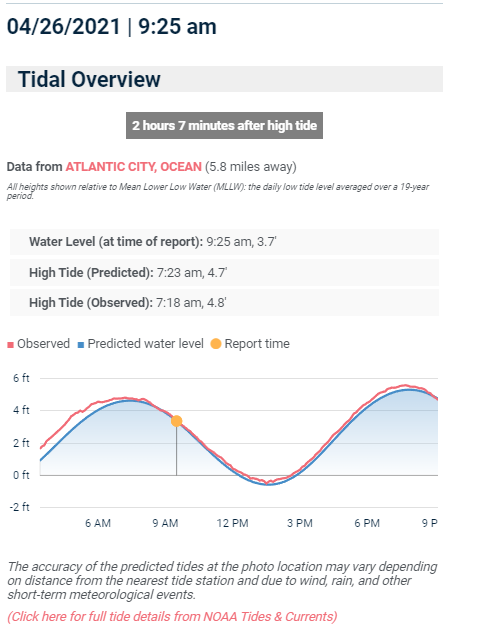 04/26/2021 | 9:25 am
Tidal Overview
2 hours 7 minutes after high tide
Data from ATLANTIC CITY, OCEAN (5.8 miles away)
All heights shown relative to Mean Lower Low Water (MLLW): the daily low tide level averaged over a 19-year
period.
Water Level (at time of report): 9:25 am, 3.7'
High Tide (Predicted): 7:23 am, 4.7'
High Tide (Observed): 7:18 am, 4.8'
Observed Predicted water level Report time
6 ft
4 ft
2 ft
0 ft
-2 ft
6 AM 9 AM 12 PM 3 PM 6 PM 9 P
The accuracy of the predicted tides at the photo location may vary depending
on distance from the nearest tide station and due to wind, rain, and other
short-term meteorological events.
(Click here for full tide details from NOAA Tides & Currents)